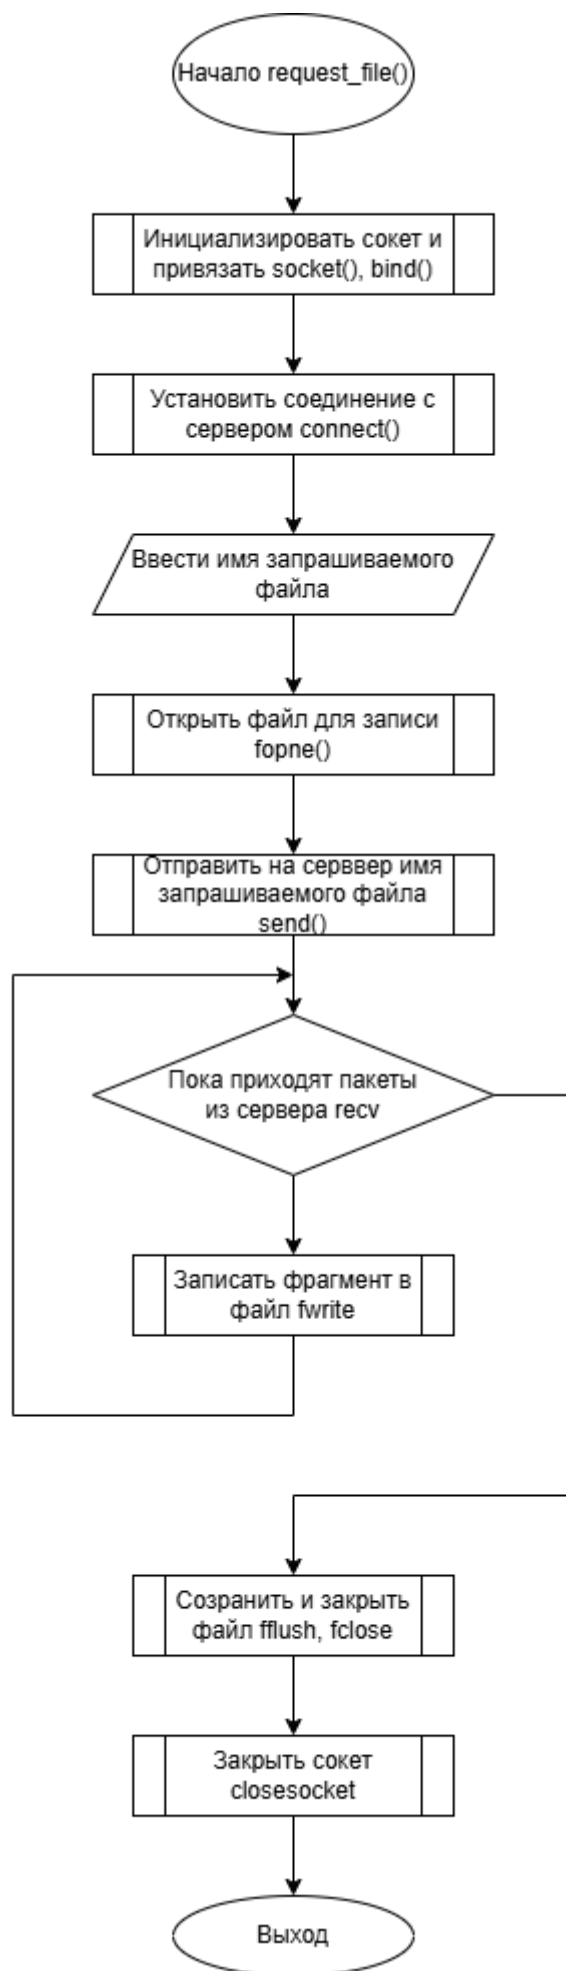 Начало request_file()
Инициализировать сокет и
привязать socket(), bind()
Установить соединение с
сервером connect()
Ввести имя запрашиваемого
файла
Открыть файл для записи
fopne()
Отправить на серввер имя
запрашиваемого файла
send()
Пока приходят пакеты
из сервера recv
Записать фрагмент в
файл fwrite
Созранить и закрыть
файл fflush, fclose
Закрыть сокет
closesocket
Выход